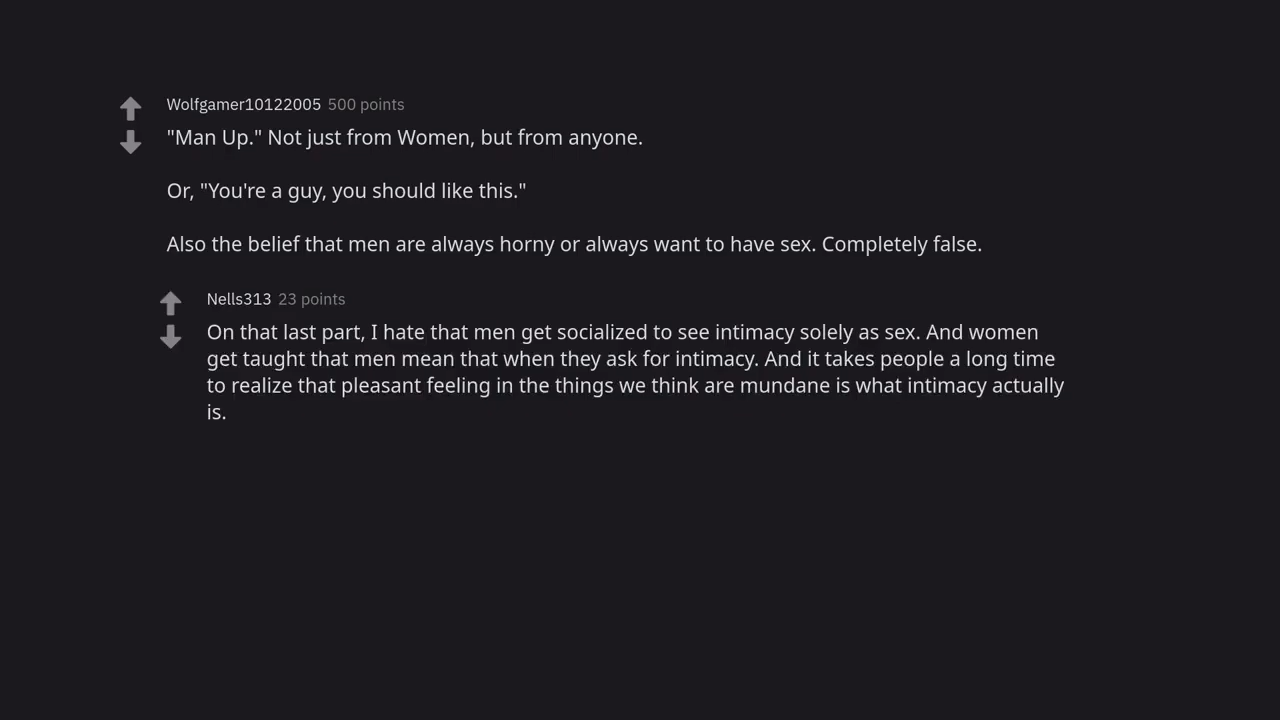 Wolfgamer10122005 500 points
"Man Up." Not just from Women, but from anyone.
Or, "You're a guy, you should like this."
Also the belief that men are always horny or always want to have sex. Completely false.
Nells313 23 points
On that last part, I hate that men get socialized to see intimacy solely as sex. And women
get taught that men mean that when they ask for intimacy. And it takes people a long time
to realize that pleasant feeling in the things we think are mundane is what intimacy actually
is.